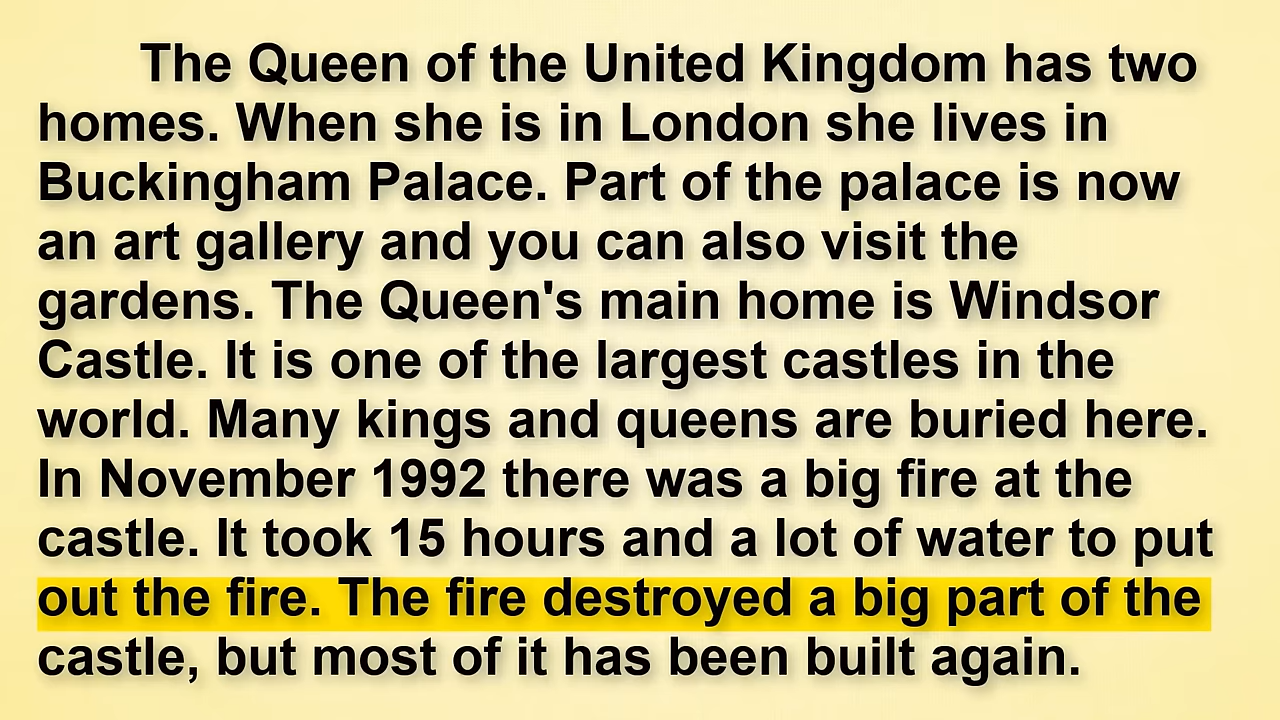 The Queen of the United Kingdom has two
homes. When she is in London she lives in
Buckingham Palace. Part of the palace is now
an art gallery and you can also visit the
gardens. The Queen's main home is Windsor
Castle. It is one of the largest castles in the
world. Many kings and queens are buried here.
In November 1992 there was a big fire at the
castle. It took 15 hours and a lot of water to put
out the fire. The fire destroyed a big part of the
castle, but most of it has been built again.